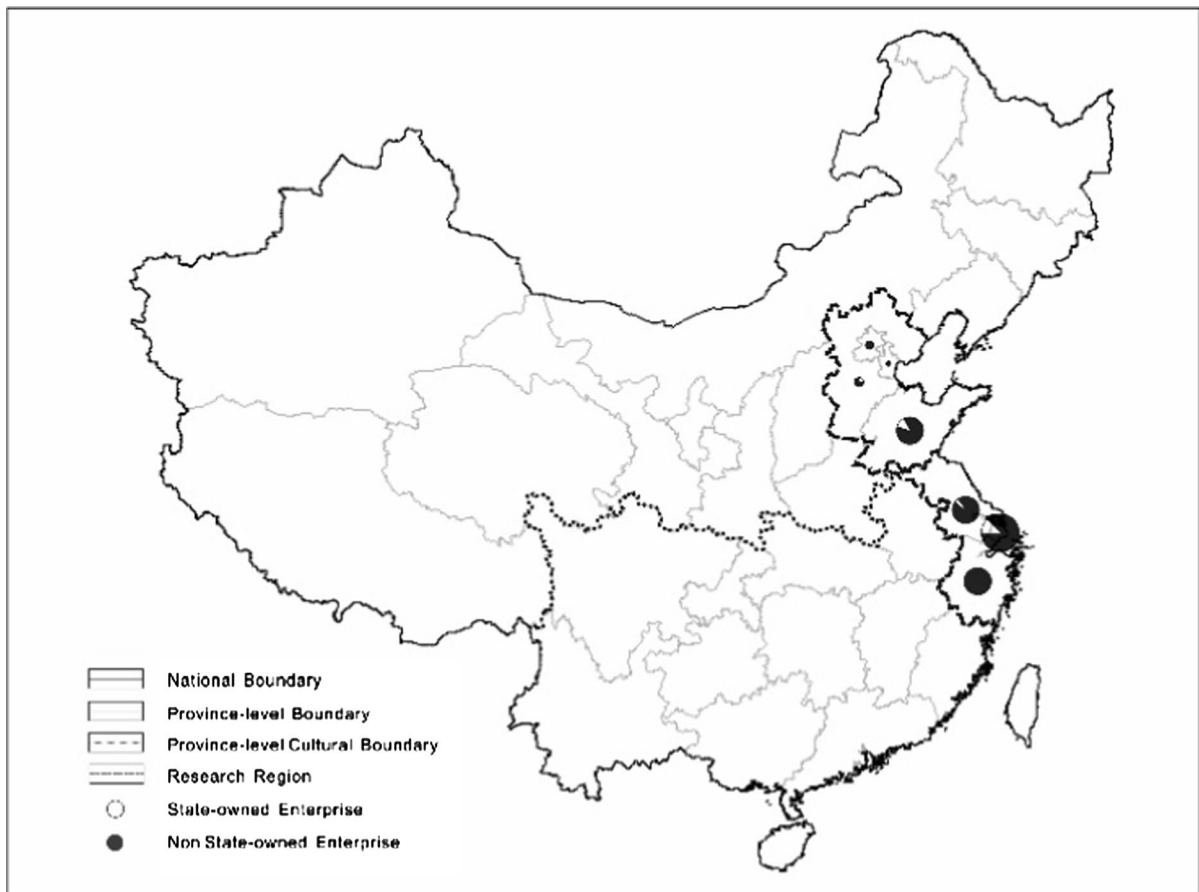 National Boundary
Province-level Boundary
Province-level Cultural Boundary
Research Region
State-owned Enterprise
Non State-owned Enterprise